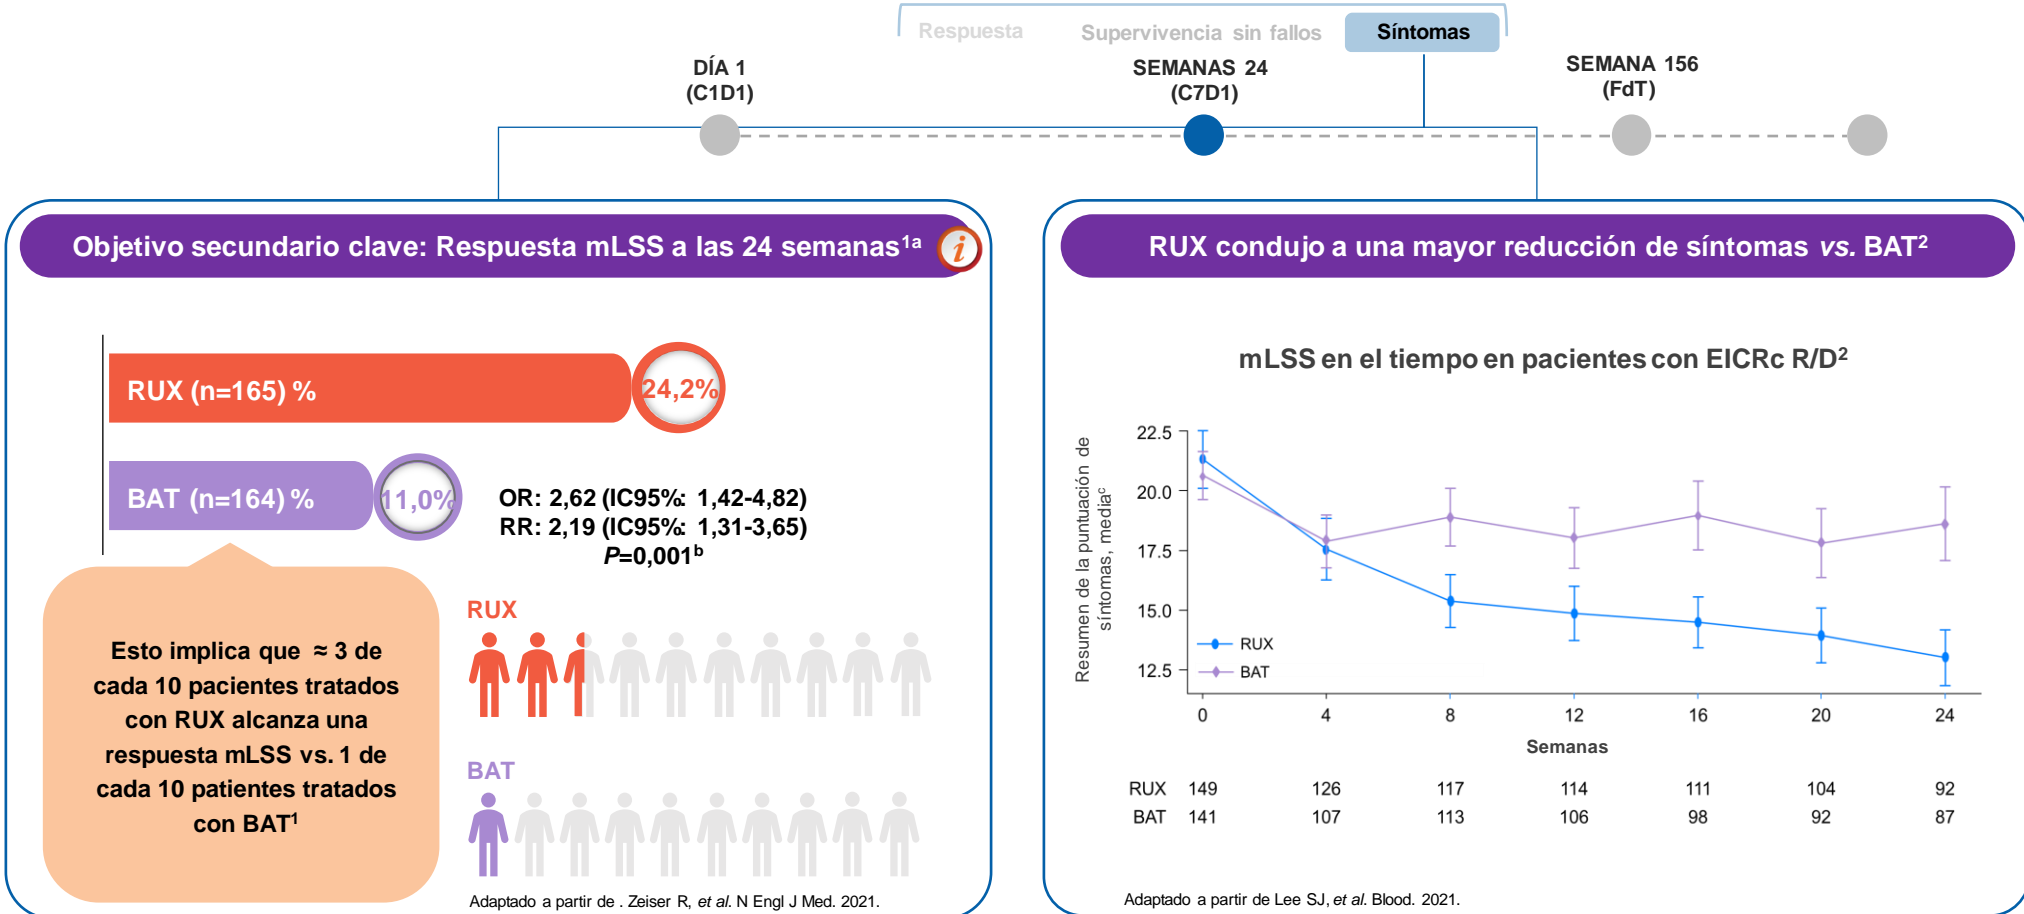 Respuesta
Supervivencia sin fallos
Síntomas
DÍA 1
(C1D1)
SEMANAS 24
(C7D1)
SEMANA 156
(FdT)
Objetivo secundario clave: Respuesta mLSS a las 24 semanas1a
i
RUX (n=165) %
24,2%
BAT (n=164) %
11,0%
OR: 2,62 (IC95%: 1,42-4,82)
RR: 2,19 (IC95%: 1,31-3,65)
P=0,001b
Esto implica que ≈ 3 de
cada 10 pacientes tratados
con RUX alcanza una
respuesta mLSS vs. 1 de
cada 10 patientes tratados
con BAT1
RUX
BAT
Adaptado a partir de . Zeiser R, et al. N Engl J Med. 2021.
RUX condujo a una mayor reducción de síntomas vs. BAT2
mLSS en el tiempo en pacientes con EICRc R/D2
Resumen de la puntuación de
síntomas, mediac
22.5
20.0
17.5
15.0
12.5
RUX
BAT
0 4 8 12 16 20 24
Semanas
RUX 149 126 117 114 111 104 92
BAT 141 107 113 106 98 92 87
Adaptado a partir de Lee SJ, et al. Blood. 2021.